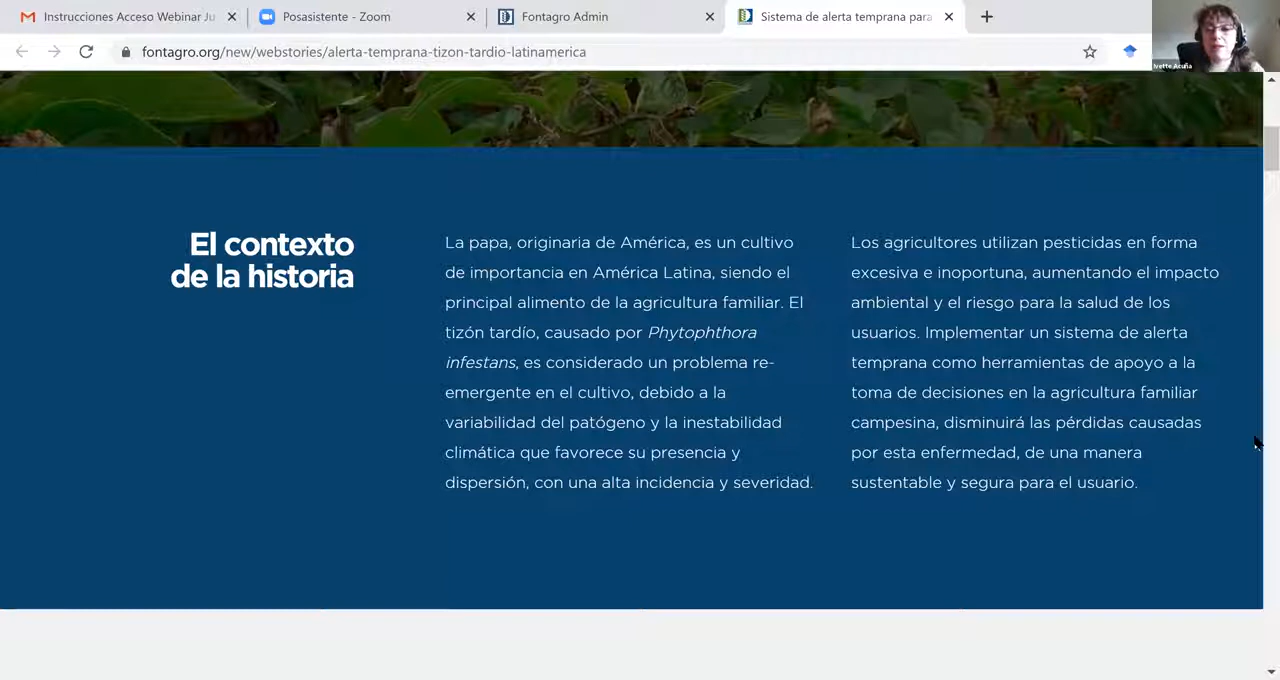 Instrucciones Acceso Webinar Ju
Posasistente - Zoom
Fontagro Admin
Sistema de alerta temprana para
fontagro.org/new/webstories/alerta-temprana-tizon-tardio-latinamerica
Ivette Acuña
El contexto
de la historia
La papa, originaria de América, es un cultivo
de importancia en América Latina, siendo el
principal alimento de la agricultura familiar. El
tizón tardío, causado por Phytophthora
infestans, es considerado un problema re-
emergente en el cultivo, debido a la
variabilidad del patógeno y la inestabilidad
climática que favorece su presencia y
dispersión, con una alta incidencia y severidad.
Los agricultores utilizan pesticidas en forma
excesiva e inoportuna, aumentando el impacto
ambiental y el riesgo para la salud de los
usuarios. Implementar un sistema de alerta
temprana como herramientas de apoyo a la
toma de decisiones en la agricultura familiar
campesina, disminuirá las pérdidas causadas
por esta enfermedad, de una manera
sustentable y segura para el usuario.